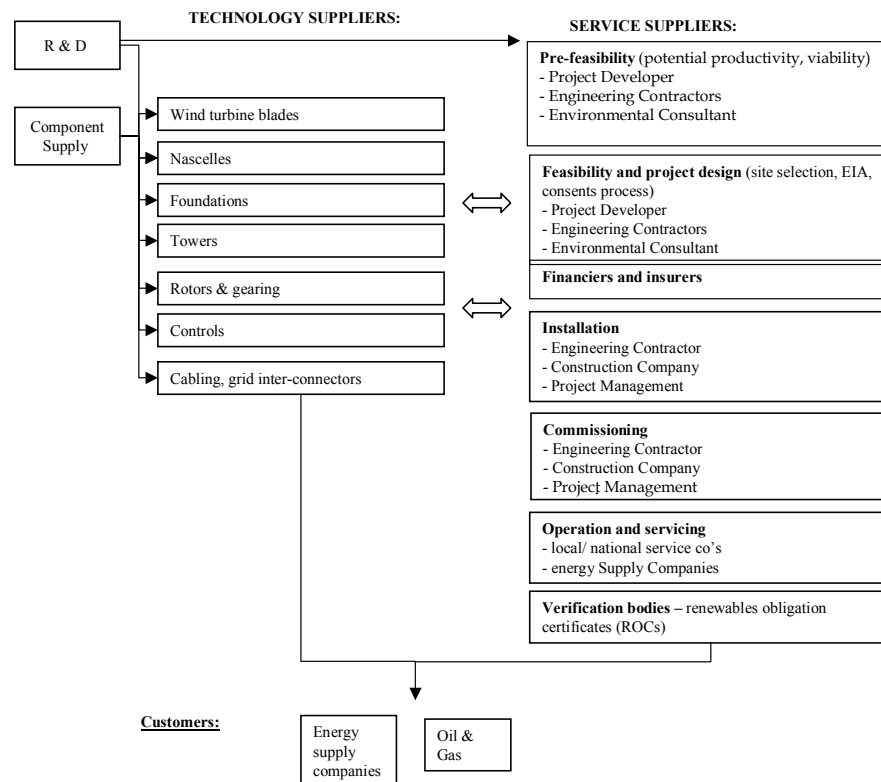 TECHNOLOGY SUPPLIERS:
SERVICE SUPPLIERS:
R & D
Component
Supply
Wind turbine blades
Nascelles
Foundations
Towers
Rotors & gearing
Controls
Cabling, grid inter-connectors
Pre-feasibility (potential productivity, viability)
- Project Developer
- Engineering Contractors
- Environmental Consultant
Feasibility and project design (site selection, EIA,
consents process)
- Project Developer
- Engineering Contractors
- Environmental Consultant
Financiers and insurers
Installation
- Engineering Contractor
- Construction Company
- Project Management
Commissioning
- Engineering Contractor
- Construction Company
- Project Management
Operation and servicing
- local/ national service co's
- energy Supply Companies
Verification bodies – renewables obligation
certificates (ROCs)
Customers:
Energy
supply
companies
Oil &
Gas